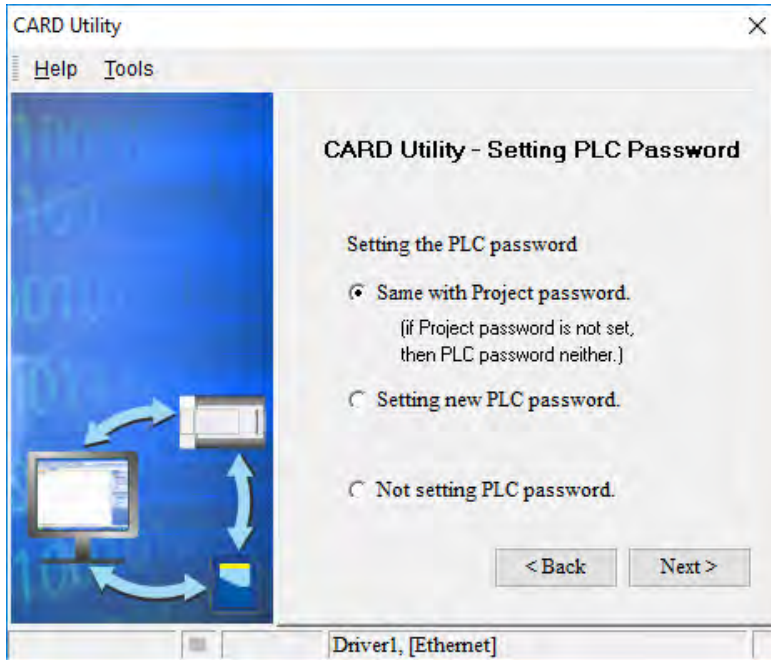 CARD Utility
Help Tools
CARD Utility - Setting PLC Password
Setting the PLC password
Same with Project password.
(if Project password is not set,
then PLC password neither.)
Setting new PLC password.
Not setting PLC password.
< Back Next >
Driver1, [Ethernet]